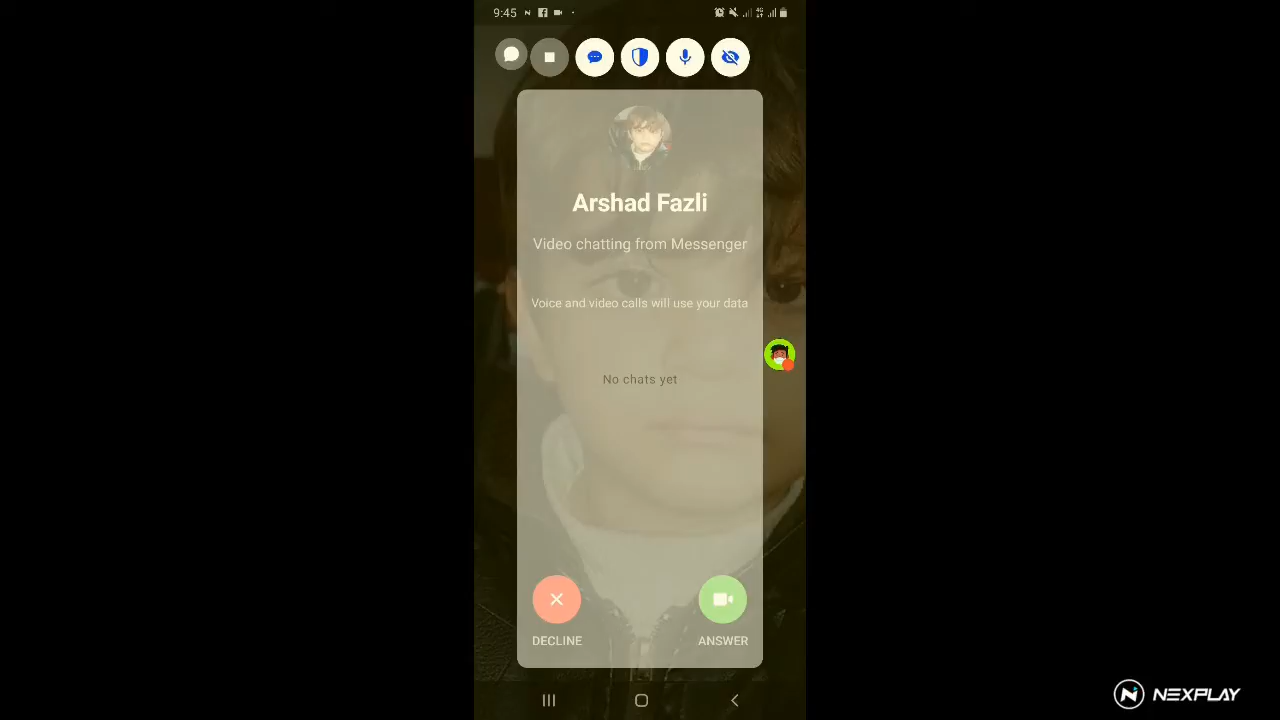 9:45
4G
Arshad Fazli
Video chatting from Messenger
Voice and video calls will use your data
No chats yet
DECLINE
ANSWER
NEXPLAY